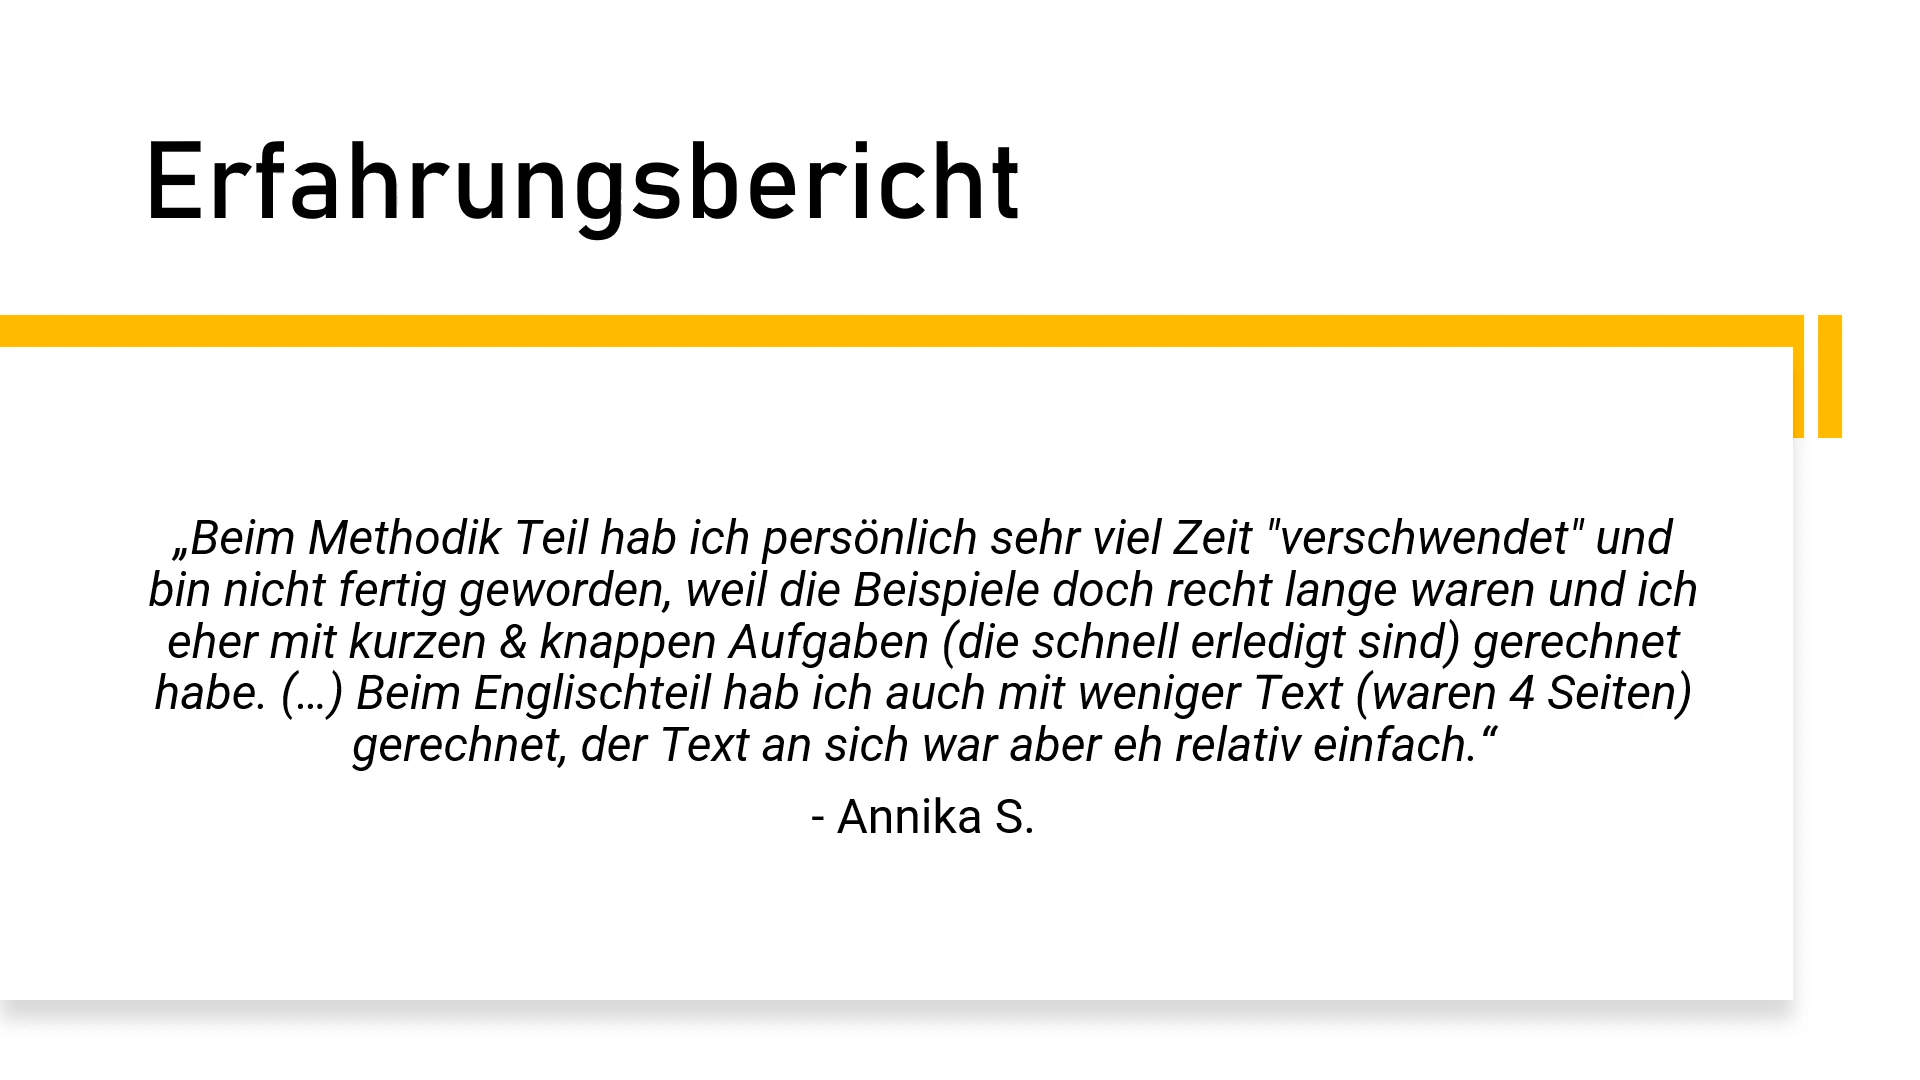 Erfahrungsbericht
„Beim Methodik Teil hab ich persönlich sehr viel Zeit "verschwendet" und
bin nicht fertig geworden, weil die Beispiele doch recht lange waren und ich
eher mit kurzen & knappen Aufgaben (die schnell erledigt sind) gerechnet
habe. (…) Beim Englischteil hab ich auch mit weniger Text (waren 4 Seiten)
gerechnet, der Text an sich war aber eh relativ einfach.“
- Annika S.